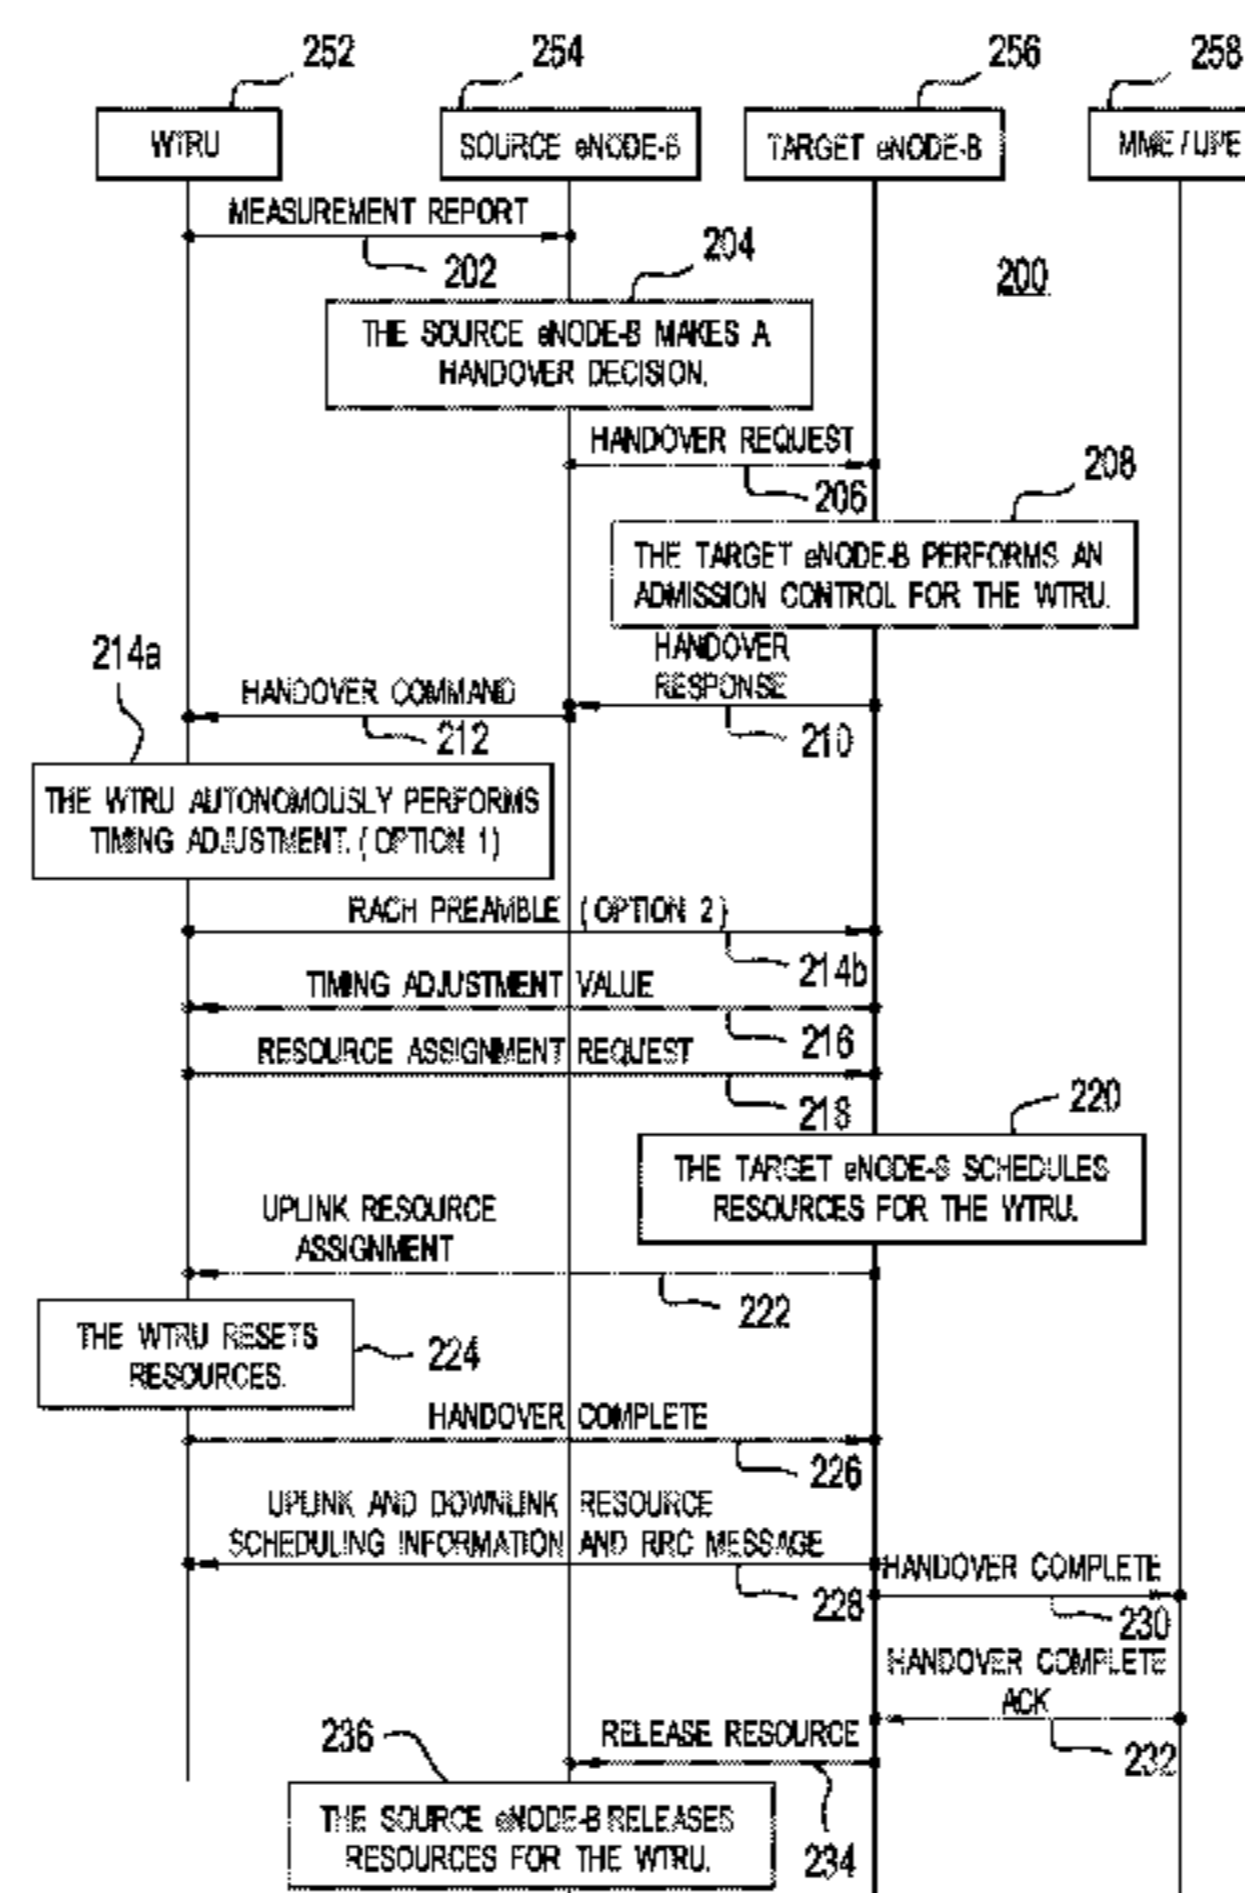 252
254
256
258
WTRU
SOURCE eNODE-B
TARGET eNODE-B
MME / UPE
MEASUREMENT REPORT
202
204
200
THE SOURCE eNODE-B MAKES A
HANDOVER DECISION.
HANDOVER REQUEST
206
208
THE TARGET eNODE-B PERFORMS AN
ADMISSION CONTROL FOR THE WTRU.
214a
HANDOVER
RESPONSE
210
HANDOVER COMMAND
212
THE WTRU AUTONOMOUSLY PERFORMS
TIMING ADJUSTMENT. ( OPTION 1)
RACH PREAMBLE ( OPTION 2 )
214b
TIMING ADJUSTMENT VALUE
216
RESOURCE ASSIGNMENT REQUEST
218
220
THE TARGET eNODE-B SCHEDULES
RESOURCES FOR THE WTRU.
UPLINK RESOURCE
ASSIGNMENT
222
THE WTRU RESETS
RESOURCES.
224
HANDOVER COMPLETE
226
UPLINK AND DOWNLINK RESOURCE
SCHEDULING INFORMATION AND RRC MESSAGE
228
HANDOVER COMPLETE
230
HANDOVER COMPLETE
ACK
232
RELEASE RESOURCE
234
236
THE SOURCE eNODE-B RELEASES
RESOURCES FOR THE WTRU.